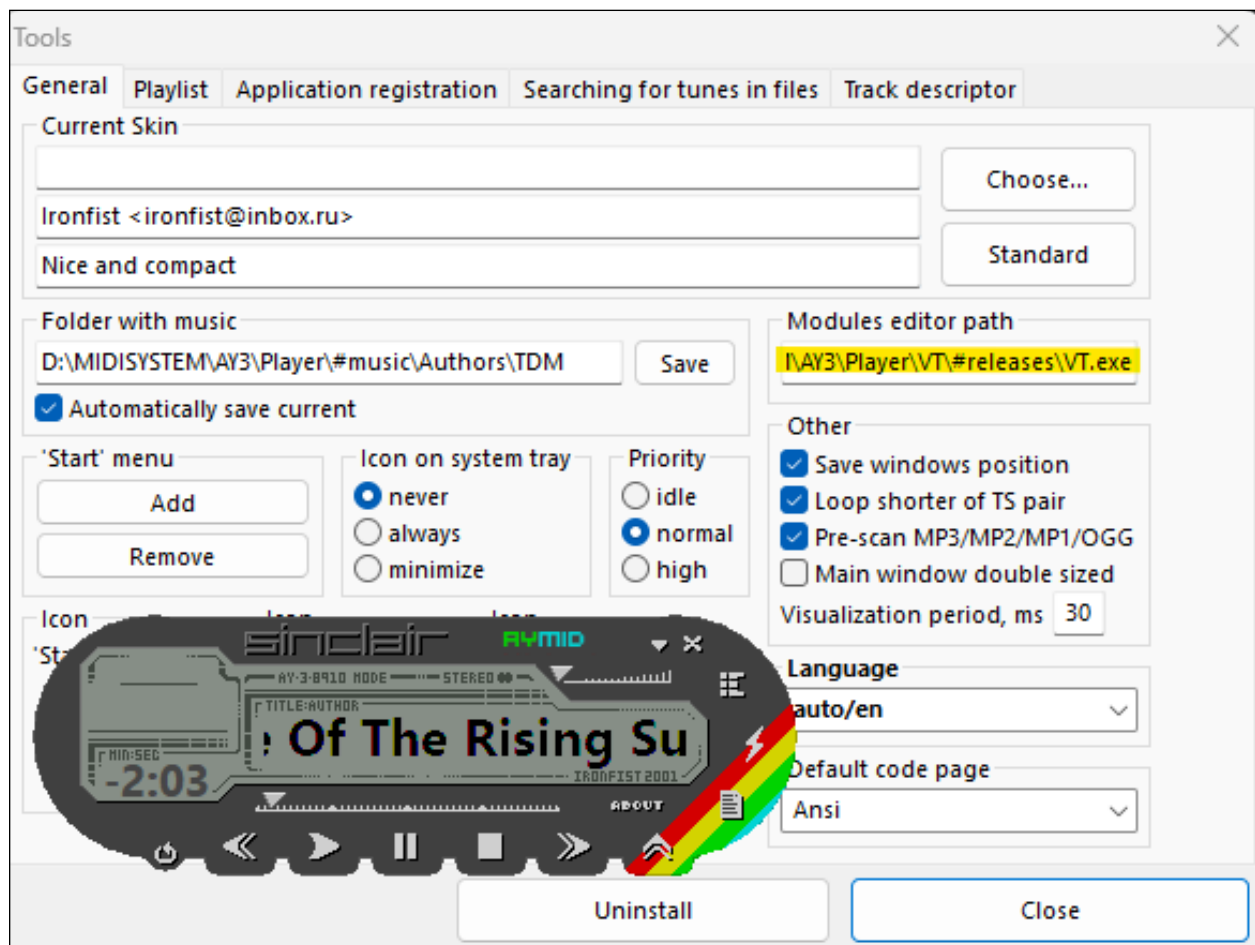 Tools
General Playlist Application registration Searching for tunes in files Track descriptor
Current Skin
Choose...
Ironfist <ironfist@inbox.ru>
Nice and compact
Standard
Folder with music
D:\MIDISYSTEM\AY3\Player\#music\Authors\TDM
Save
Automatically save current
Modules editor path
\AY3\Player\VT\#releases\VT.exe
'Start' menu
Add
Remove
Icon on system tray
never
always
minimize
Priority
idle
normal
high
Other
Save windows position
Loop shorter of TS pair
Pre-scan MP3/MP2/MP1/OGG
Main window double sized
Visualization period, ms 30
Icon
sinclair AYMID
AY-3-8910 MODE STEREO
TITLE:AUTHOR
Of The Rising Su
MIN:SEC
-2:03
IRONFIST 2001
ABOUT
Language
auto/en
Default code page
Ansi
Uninstall
Close